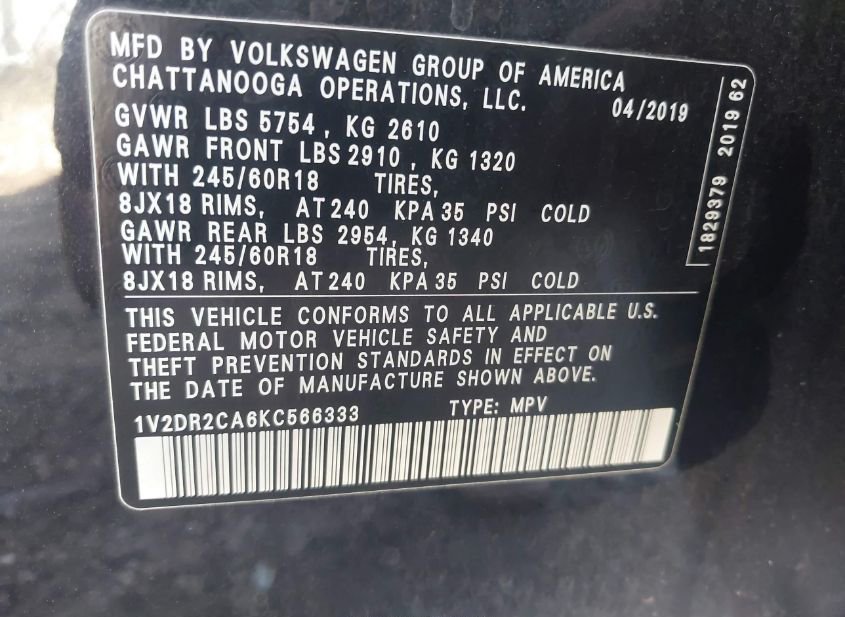 MFD BY VOLKSWAGEN GROUP OF AMERICA
CHATTANOOGA OPERATIONS, LLC.
04/2019
GVWR LBS 5754, KG 2610
GAWR FRONT LBS 2910, KG 1320
WITH 245/60R18 TIRES,
8JX18 RIMS, AT 240 KPA 35 PSI COLD
GAWR REAR LBS 2954, KG 1340
WITH 245/60R18 TIRES,
8JX18 RIMS, AT 240 KPA 35 PSI COLD
THIS VEHICLE CONFORMS TO ALL APPLICABLE U.S.
FEDERAL MOTOR VEHICLE SAFETY AND
THEFT PREVENTION STANDARDS IN EFFECT ON
THE DATE OF MANUFACTURE SHOWN ABOVE.
1V2DR2CA6KC566333 TYPE: MPV
1829379 2019 62